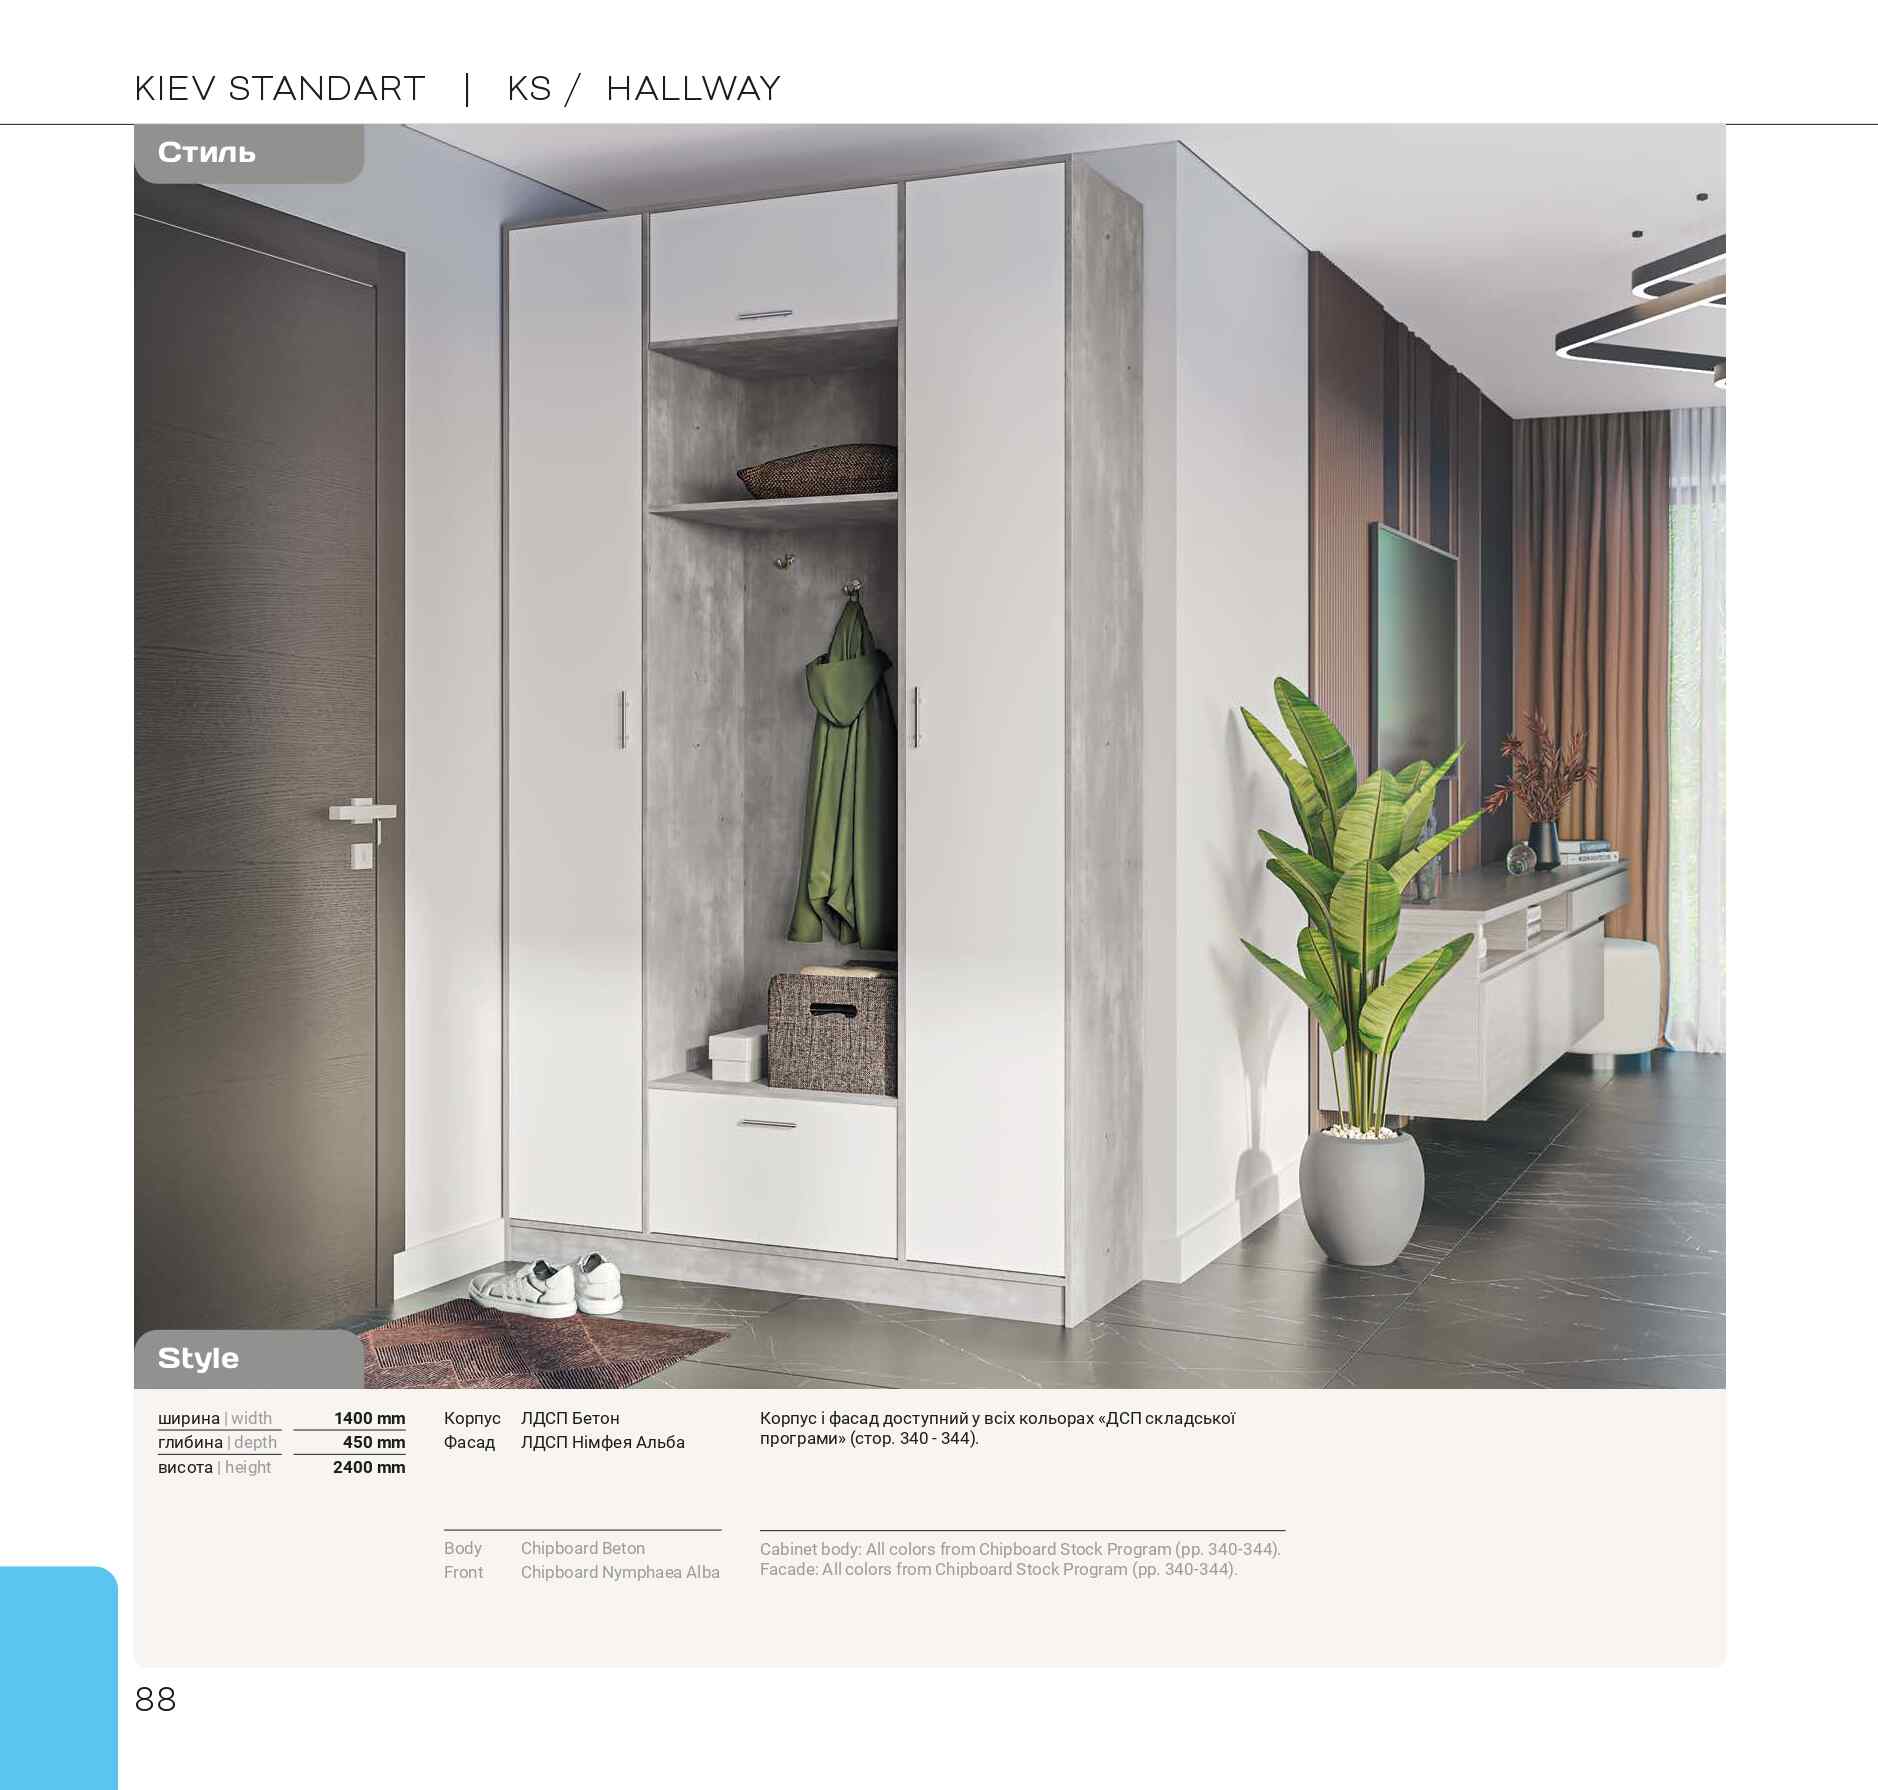 KIEV STANDART | KS / HALLWAY
Стиль
Style
ширина | width 1400 mm
глибина | depth 450 mm
висота | height 2400 mm
Корпус ЛДСП Бетон
Фасад ЛДСП Німфея Альба
Корпус і фасад доступний у всіх кольорах «ДСП складської
програми» (стор. 340 - 344).
Body Chipboard Beton
Front Chipboard Nymphaea Alba
Cabinet body: All colors from Chipboard Stock Program (pp. 340-344).
Facade: All colors from Chipboard Stock Program (pp. 340-344).
88